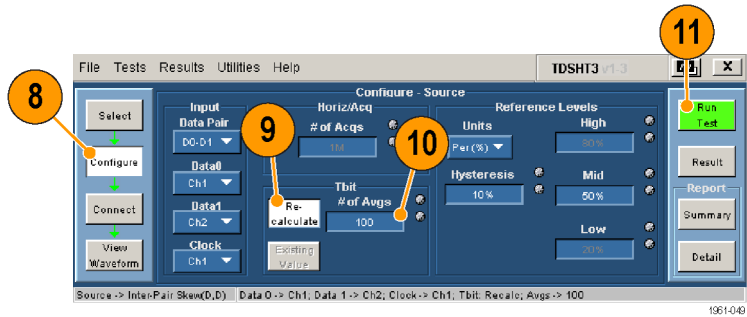 11
File Tests Results Utilities Help TDSHT3 v1.3 X
8
Configure - Source
Select
Configure
Connect
View
Waveform
Input
Data Pair
D0-D1
Data0
Ch1
Data1
Ch2
Clock
Ch1
Horiz/Acq
# of Acqs
1M
9
10
Tbit
Re-
calculate
# of Avgs
100
Existing
Value
Reference Levels
Units
Per(%)
Hysteresis
10%
High
80%
Mid
50%
Low
20%
Run
Test
Result
Report
Summary
Detail
Source -> Inter-Pair Skew(D,D) Data 0 -> Ch1; Data 1 -> Ch2; Clock-> Ch1; Tbit: Recalc; Avgs -> 100
1961-049